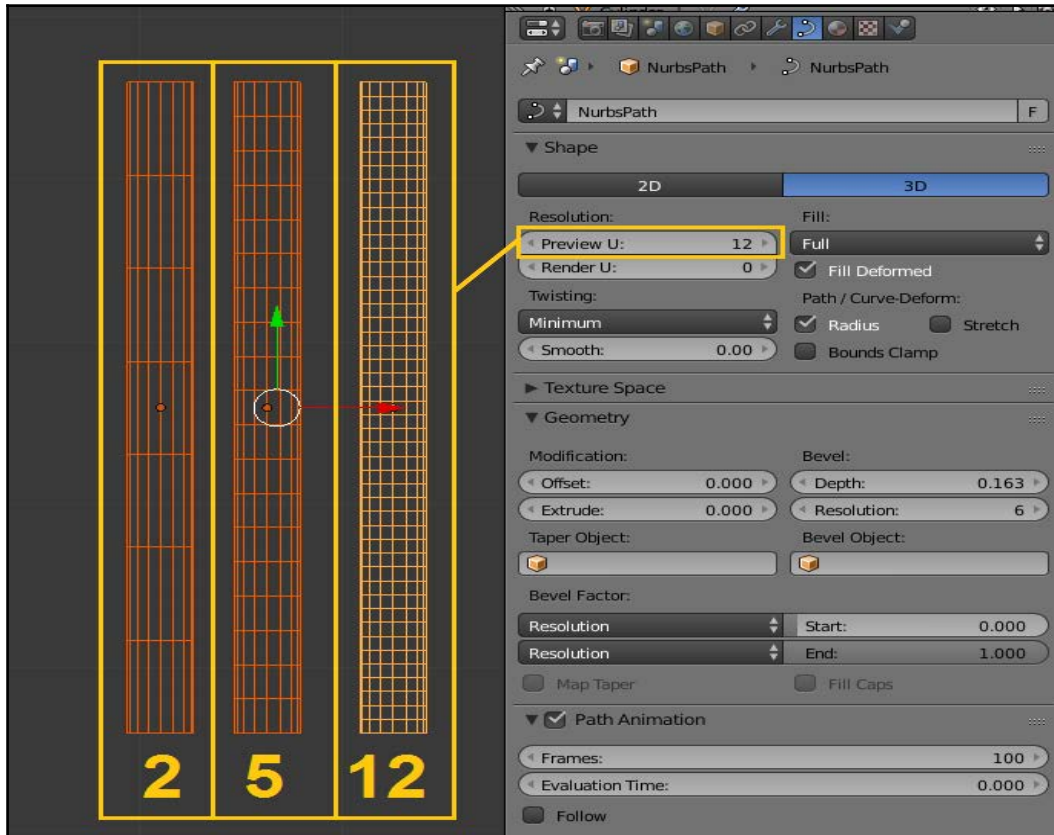 NurbsPath NurbsPath
NurbsPath F
Shape
2D 3D
Resolution: Fill:
Preview U: 12 Full
Render U: 0 Fill Deformed
Twisting: Path / Curve-Deform:
Minimum Radius Stretch
Smooth: 0.00 Bounds Clamp
Texture Space
Geometry
Modification: Bevel:
Offset: 0.000 Depth: 0.163
Extrude: 0.000 Resolution: 6
Taper Object: Bevel Object:
Bevel Factor:
Resolution Start: 0.000
Resolution End: 1.000
Map Taper Fill Caps
Path Animation
Frames: 100
Evaluation Time: 0.000
Follow
2 5 12